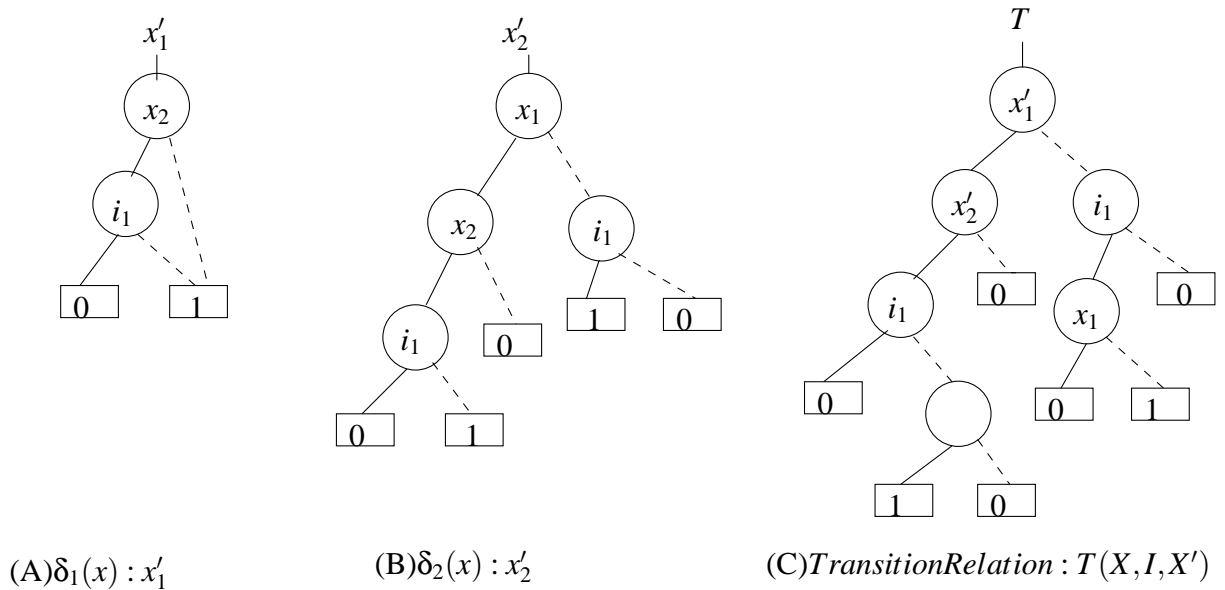 x′₁ x′₂ T
x₂ x₁ x′₁
i₁ x₂ i₁ x′₂ i₁
0 1 i₁ 0 1 0 i₁ 0 x₁ 0
0 1 0 0 1
1 0
(A)δ₁(x) : x′₁ (B)δ₂(x) : x′₂ (C)TransitionRelation : T(X, I, X′)